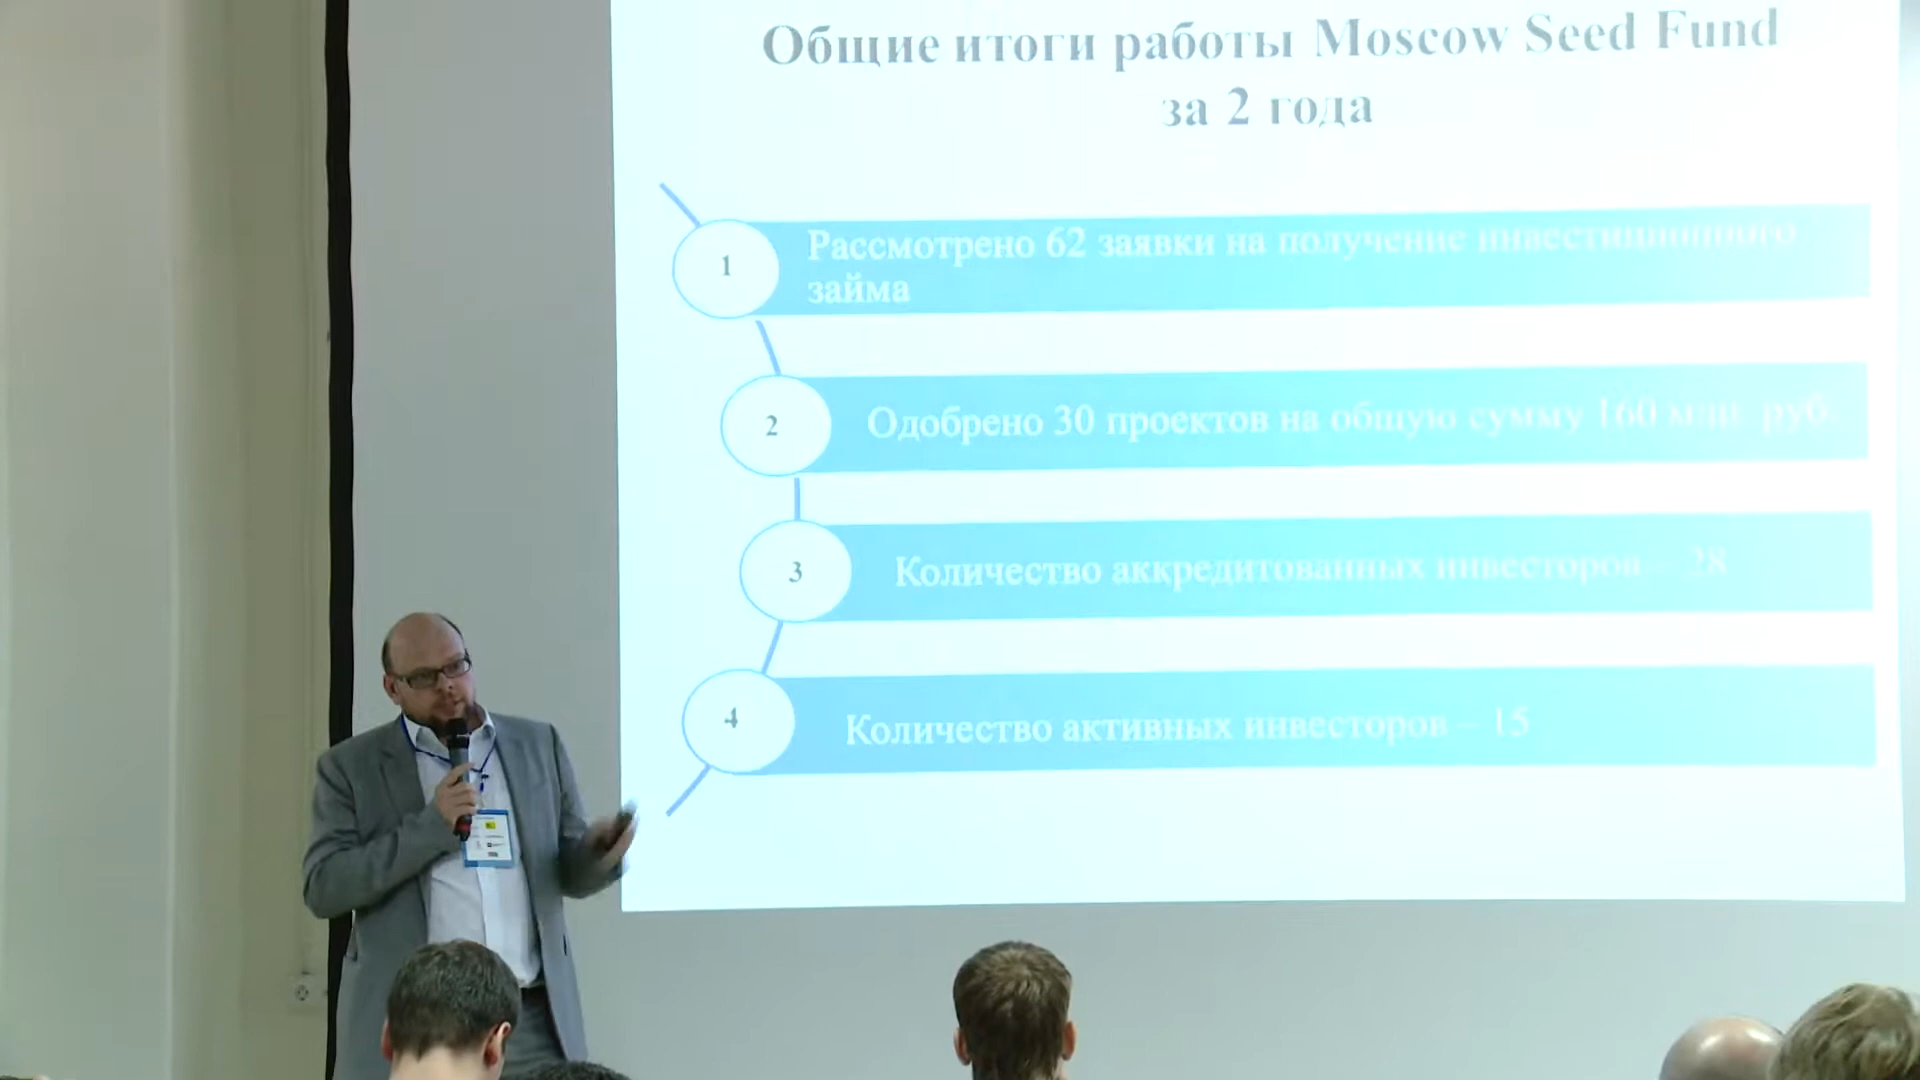 Общие итоги работы Moscow Seed Fund
за 2 года
1
Рассмотрено 62 заявки на получение инвестиционного
займа
2
Одобрено 30 проектов на общую сумму 160 млн. руб.
3
Количество аккредитованных инвесторов – 28
4
Количество активных инвесторов – 15